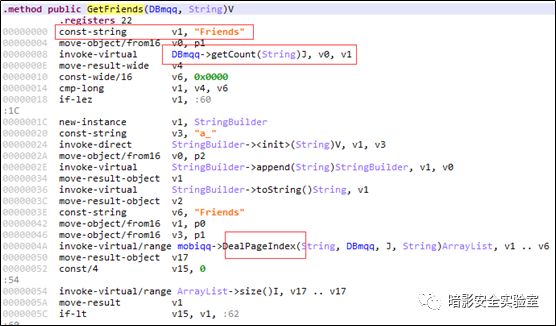 .method public GetFriends(DBmqq, String)V
.registers 22
00000000 const-string v1, "Friends"
00000004 move-object/from16 v0, p1
00000008 invoke-virtual DBmqq->getCount(String)J, v0, v1
0000000E move-result-wide v4
00000010 const-wide/16 v6, 0x0000
00000014 cmp-long v1, v4, v6
00000018 if-lez v1, :60
:1C
0000001C new-instance v1, StringBuilder
00000020 const-string v3, "a_"
00000024 invoke-direct StringBuilder-><init>(String)V, v1, v3
0000002A move-object/from16 v0, p2
0000002E invoke-virtual StringBuilder->append(String)StringBuilder, v1, v0
00000034 move-result-object v1
00000036 invoke-virtual StringBuilder->toString()String, v1
0000003C move-result-object v2
0000003E const-string v6, "Friends"
00000042 move-object/from16 v1, p0
00000046 move-object/from16 v3, p1
0000004A invoke-virtual/range mobiqq->DealPageIndex(String, DBmqq, J, String)ArrayList, v1 .. v6
00000050 move-result-object v17
00000052 const/4 v15, 0
:54
00000054 invoke-virtual/range ArrayList->size()I, v17 .. v17
0000005A move-result v1
0000005C if-lt v15, v1, :62
暗影安全实验室